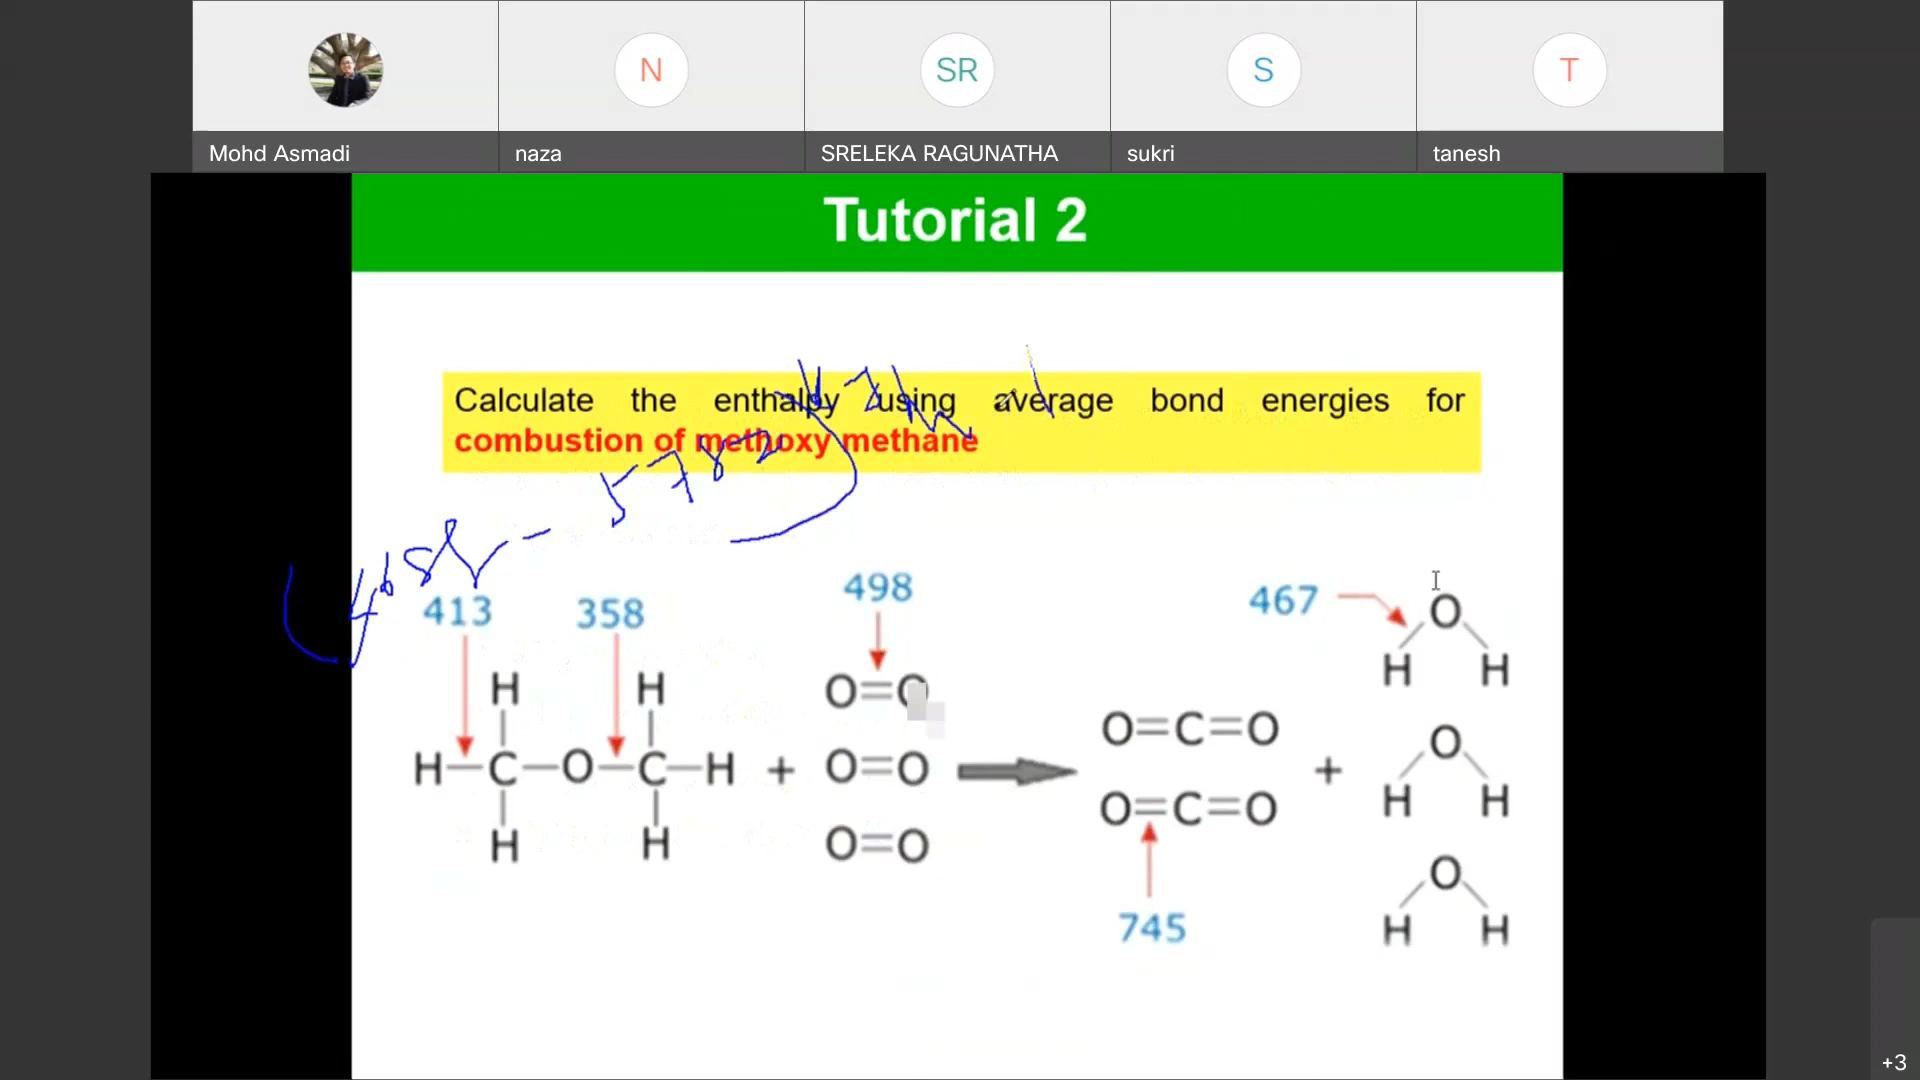 N
SR
S
T
Mohd Asmadi
naza
SRELEKA RAGUNATHA
sukri
tanesh
Tutorial 2
Calculate the enthalpy using average bond energies for
combustion of methoxy methane
- 5782
413
358
498
467
O
H H
H H
O=O
H—C—O—C—H + O=O
H H
O=O
O=C=O
O=C=O
+
O
H H
O
H H
745
+3